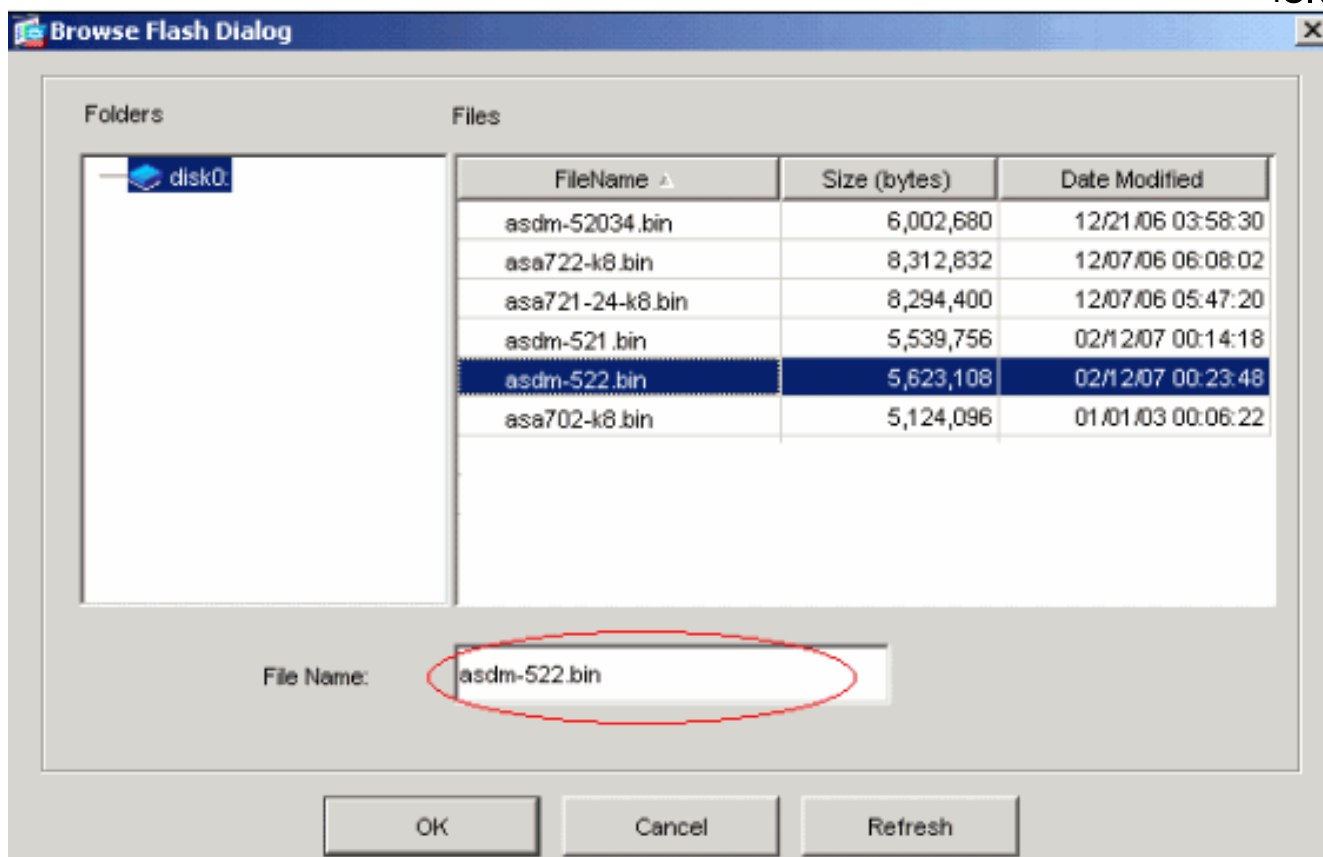 Browse Flash Dialog
Folders
Files
disk0:
FileName Size (bytes) Date Modified
asdm-52034.bin 6,002,680 12/21/06 03:58:30
asa722-k8.bin 8,312,832 12/07/06 06:08:02
asa721-24-k8.bin 8,294,400 12/07/06 05:47:20
asdm-521.bin 5,539,756 02/12/07 00:14:18
asdm-522.bin 5,623,108 02/12/07 00:23:48
asa702-k8.bin 5,124,096 01/01/03 00:06:22
File Name: asdm-522.bin
OK Cancel Refresh